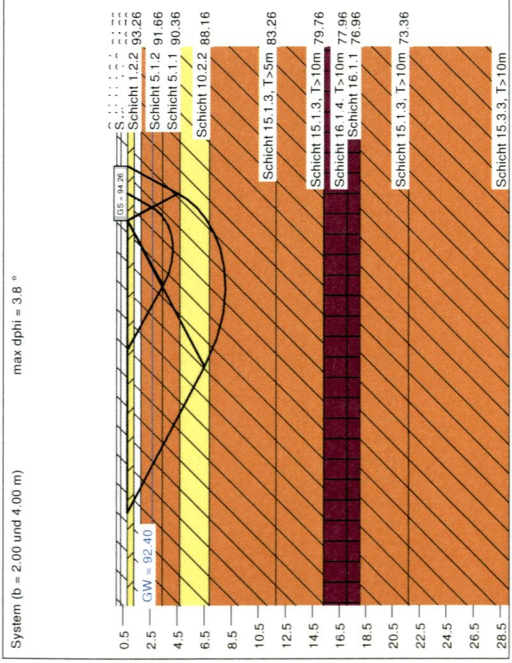 System (b = 2.00 und 4.00 m) max dphi = 3.8 °
GS = 94.26
Schicht 1.2.2 93.26
Schicht 5.1.2 91.66
Schicht 5.1.1 90.36
Schicht 10.2.2 88.16
Schicht 15.1.3, T>5m 83.26
Schicht 15.1.3, T>10m 79.76
Schicht 16.1.4, T>10m 77.96
Schicht 16.1.1 76.96
Schicht 15.1.3, T>10m 73.36
Schicht 15.3.3, T>10m
GW = 92.40
0.5
2.5
4.5
6.5
8.5
10.5
12.5
14.5
16.5
18.5
20.5
22.5
24.5
26.5
28.5